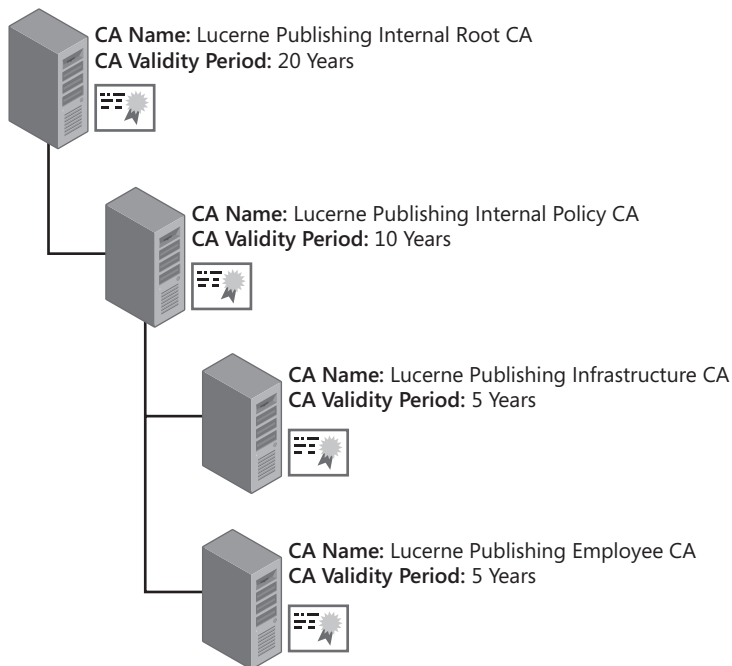 CA Name: Lucerne Publishing Internal Root CA
CA Validity Period: 20 Years
CA Name: Lucerne Publishing Internal Policy CA
CA Validity Period: 10 Years
CA Name: Lucerne Publishing Infrastructure CA
CA Validity Period: 5 Years
CA Name: Lucerne Publishing Employee CA
CA Validity Period: 5 Years